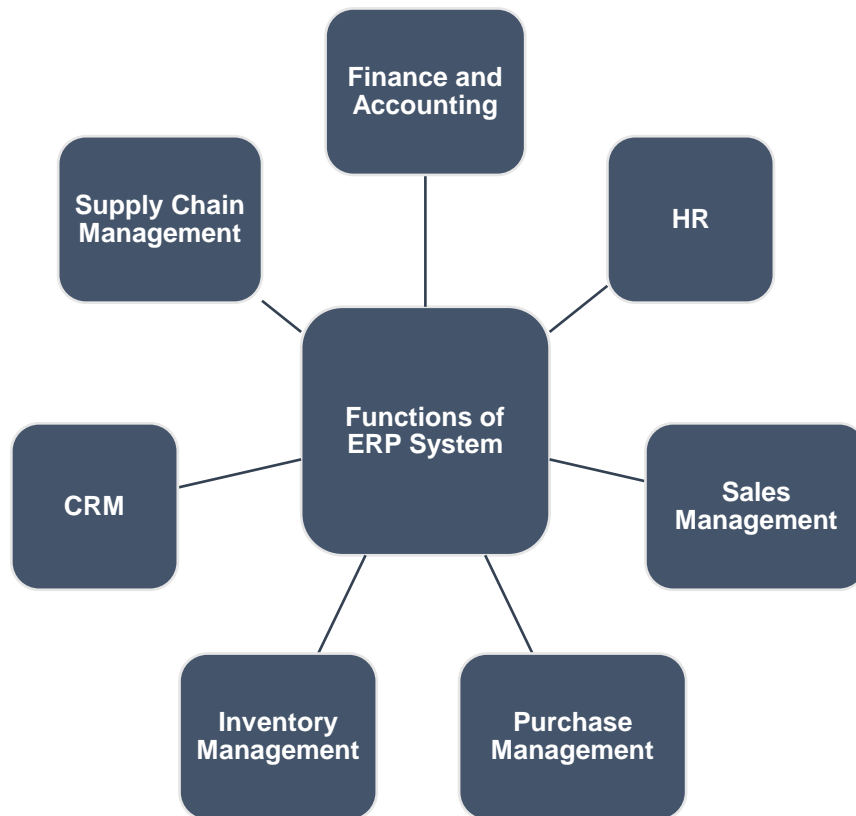 Finance and
Accounting
Supply Chain
Management
HR
Functions of
ERP System
CRM
Sales
Management
Inventory
Management
Purchase
Management